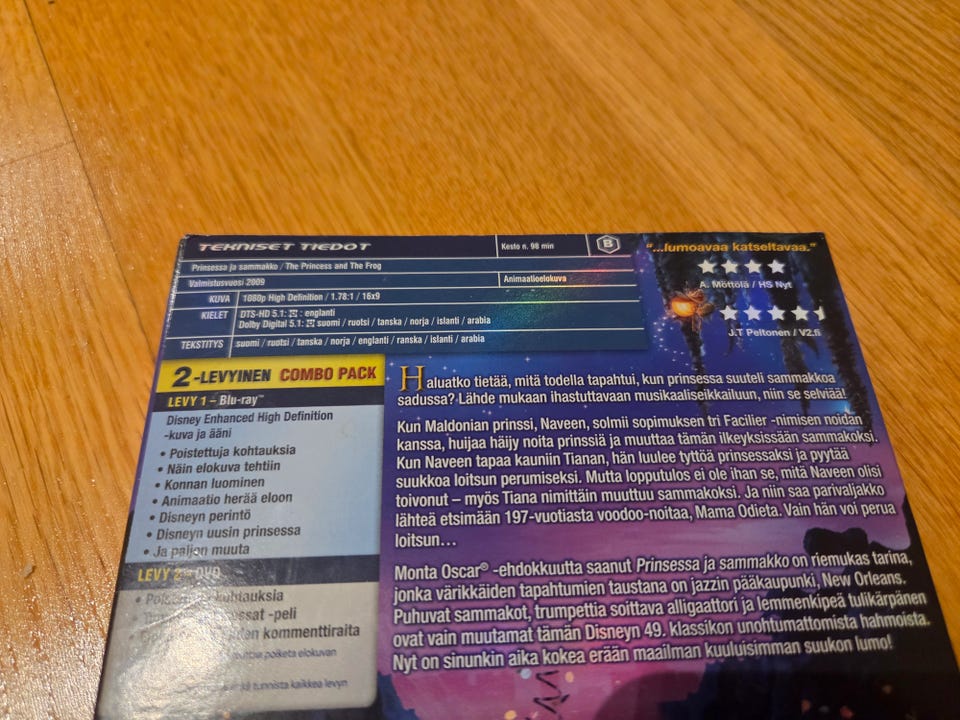 TEKNISET TIEDOT
Kesto n. 98 min
B
Prinsessa ja sammakko / The Princess and The Frog
Valmistusvuosi 2009
Animaatioelokuva
KUVA
1080p High Definition / 1.78:1 / 16x9
KIELET
DTS-HD 5.1: englanti
Dolby Digital 5.1: suomi / ruotsi / tanska / norja / islanti / arabia
TEKSTITYS
suomi / ruotsi / tanska / norja / englanti / ranska / islanti / arabia
"...lumoavaa katseltavaa."
A. Möttölä / HS Nyt
J.T Peltonen / V2.fi
2-LEVYINEN COMBO PACK
LEVY 1 – Blu-ray™
Disney Enhanced High Definition
-kuva ja ääni
• Poistettuja kohtauksia
• Näin elokuva tehtiin
• Konnan luominen
• Animaatio herää eloon
• Disneyn perintö
• Disneyn uusin prinsessa
• Ja paljon muuta
LEVY 2 – DVD
• kohtauksia
-peli
kommenttiraita
poiketa elokuvan
tunnista kaikkea levyn
Haluatko tietää, mitä todella tapahtui, kun prinsessa suuteli sammakkoa
sadussa? Lähde mukaan ihastuttavaan musikaaliseikkailuun, niin se selviää!
Kun Maldonian prinssi, Naveen, solmii sopimuksen tri Facilier -nimisen noidan
kanssa, huijaa häijy noita prinssiä ja muuttaa tämän ilkeyksissään sammakoksi.
Kun Naveen tapaa kauniin Tianan, hän luulee tyttöä prinsessaksi ja pyytää
suukkoa loitsun perumiseksi. Mutta lopputulos ei ole ihan se, mitä Naveen olisi
toivonut – myös Tiana nimittäin muuttuu sammakoksi. Ja niin saa parivaljakko
lähteä etsimään 197-vuotiasta voodoo-noitaa, Mama Odieta. Vain hän voi perua
loitsun...
Monta Oscar® -ehdokkuutta saanut Prinsessa ja sammakko on riemukas tarina,
jonka värikkäiden tapahtumien taustana on jazzin pääkaupunki, New Orleans.
Puhuvat sammakot, trumpettia soittava alligaattori ja lemmenkipeä tulikärpänen
ovat vain muutamat tämän Disneyn 49. klassikon unohtumattomista hahmoista.
Nyt on sinunkin aika kokea erään maailman kuuluisimman suukon lumo!